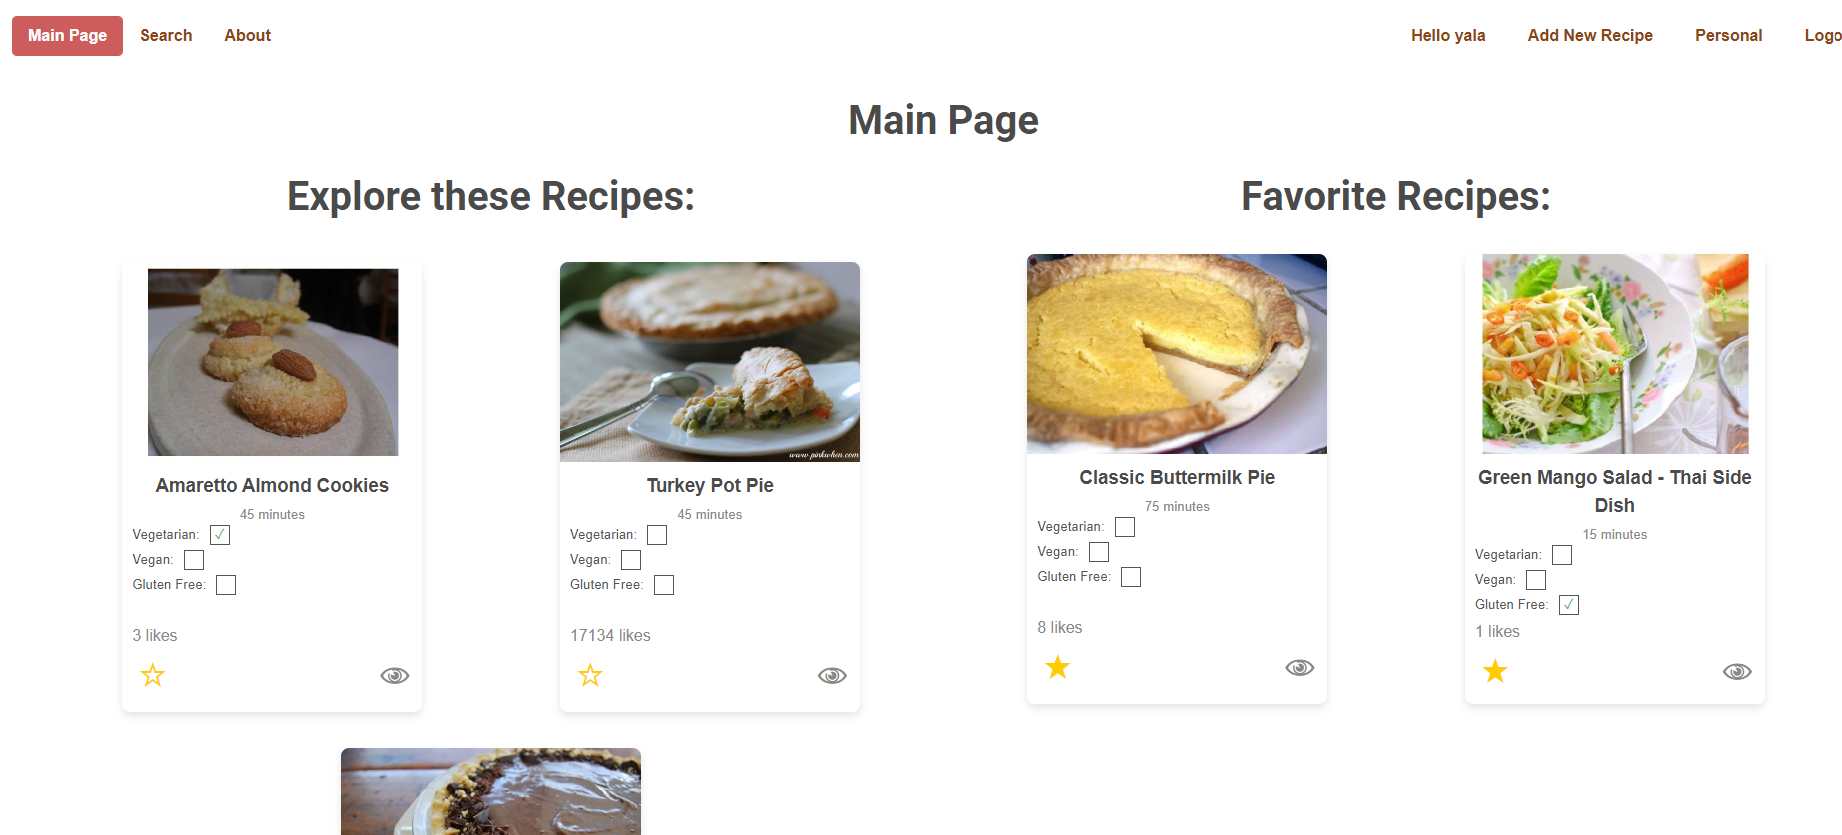 Main Page Search About Hello yala Add New Recipe Personal Logo
Main Page
Explore these Recipes:
Favorite Recipes:
www.pinkwhen.com
Amaretto Almond Cookies
45 minutes
Vegetarian: ✓
Vegan:
Gluten Free:
3 likes
Turkey Pot Pie
45 minutes
Vegetarian:
Vegan:
Gluten Free:
17134 likes
Classic Buttermilk Pie
75 minutes
Vegetarian:
Vegan:
Gluten Free:
8 likes
Green Mango Salad - Thai Side
Dish
15 minutes
Vegetarian:
Vegan:
Gluten Free: ✓
1 likes